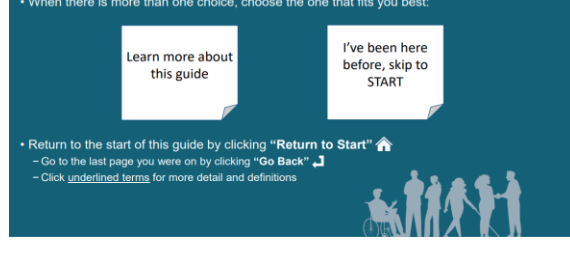 • When there is more than one choice, choose the one that fits you best:
Learn more about
this guide
I’ve been here
before, skip to
START
• Return to the start of this guide by clicking “Return to Start”
– Go to the last page you were on by clicking “Go Back”
– Click underlined terms for more detail and definitions